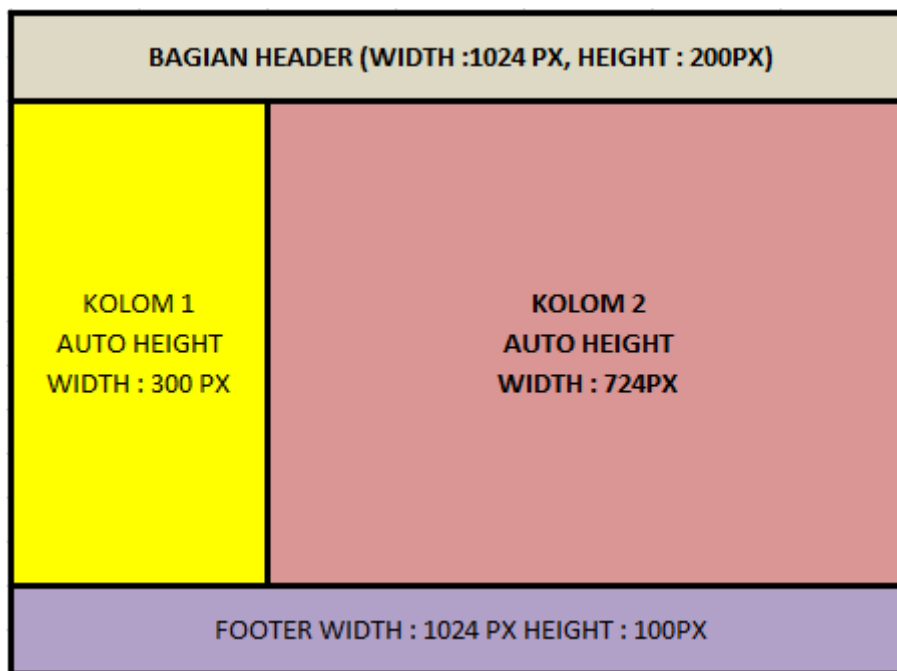 BAGIAN HEADER (WIDTH :1024 PX, HEIGHT : 200PX)
KOLOM 1
AUTO HEIGHT
WIDTH : 300 PX
KOLOM 2
AUTO HEIGHT
WIDTH : 724PX
FOOTER WIDTH : 1024 PX HEIGHT : 100PX